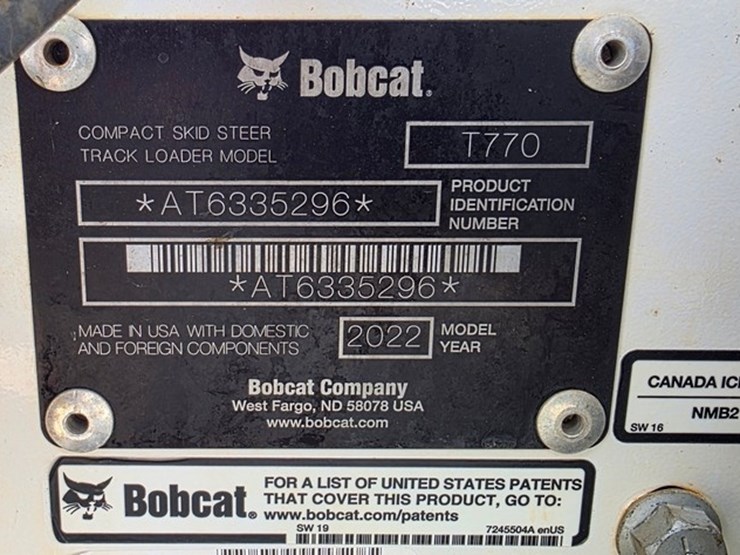 Bobcat®
COMPACT SKID STEER
TRACK LOADER MODEL
T770
*AT6335296*
PRODUCT
IDENTIFICATION
NUMBER
*AT6335296*
MADE IN USA WITH DOMESTIC
AND FOREIGN COMPONENTS
2022
MODEL
YEAR
Bobcat Company
West Fargo, ND 58078 USA
www.bobcat.com
CANADA ICE
NMB2
SW 16
Bobcat®
FOR A LIST OF UNITED STATES PATENTS
THAT COVER THIS PRODUCT, GO TO:
www.bobcat.com/patents
SW 19
7245504A enUS